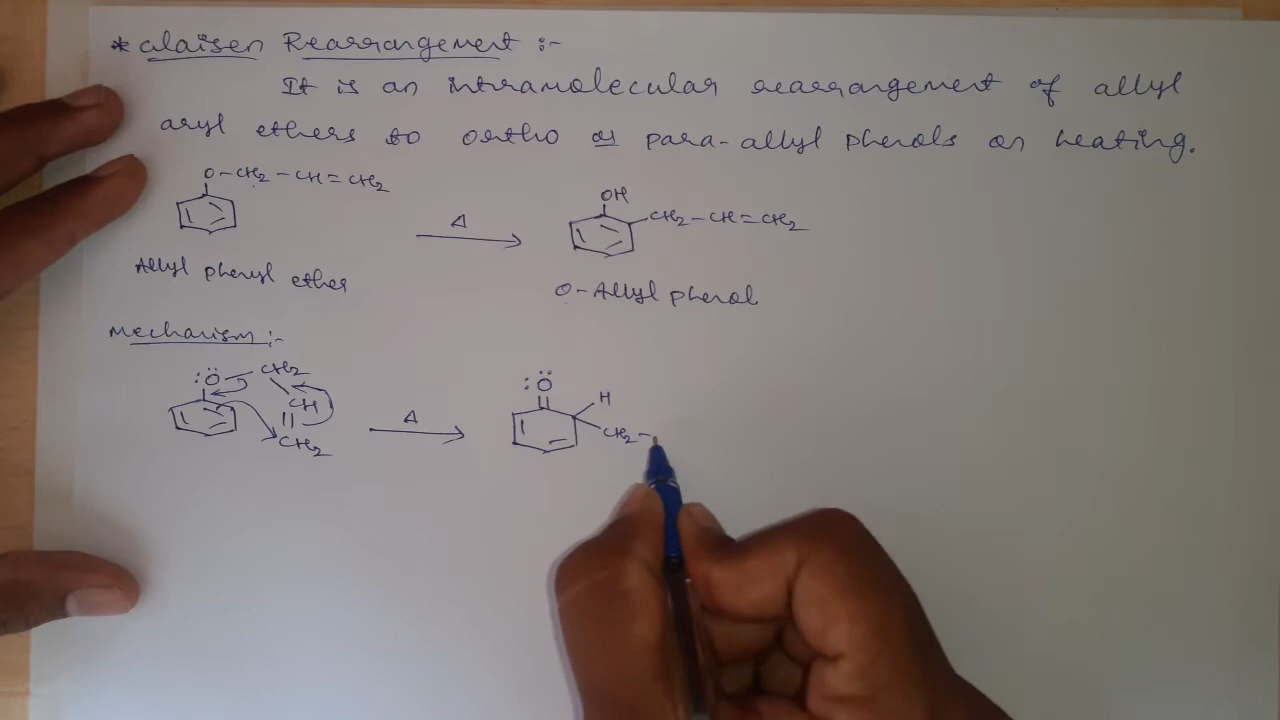 * Claisen Rearrangement :-
It is an intramolecular rearrangement of allyl
aryl ethers to ortho or para-allyl phenols on heating.
O-CH2-CH=CH2
Δ
OH
CH2-CH=CH2
Allyl phenyl ether
O-Allyl phenol
Mechanism:-
:Ö CH2
CH
CH2
Δ
:Ö
H
CH2-